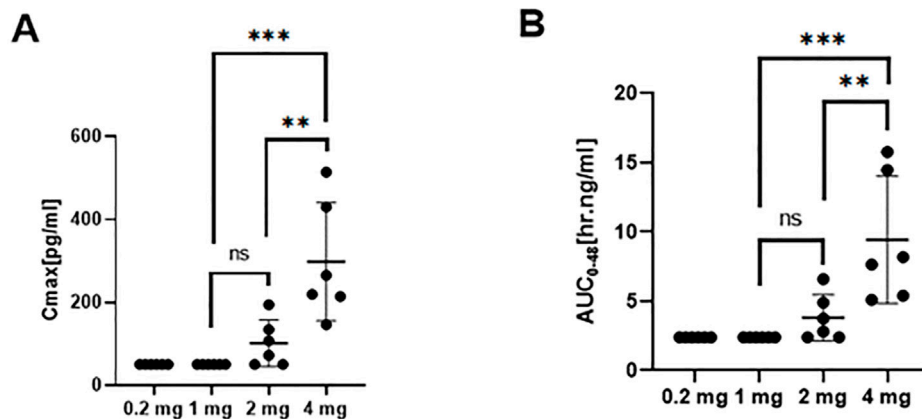 A
***
**
ns
Cmax[pg/ml]
600
400
200
0
0.2 mg 1 mg 2 mg 4 mg
B
***
**
ns
AUC0-48[hr.ng/ml]
20
15
10
5
0
0.2 mg 1 mg 2 mg 4 mg